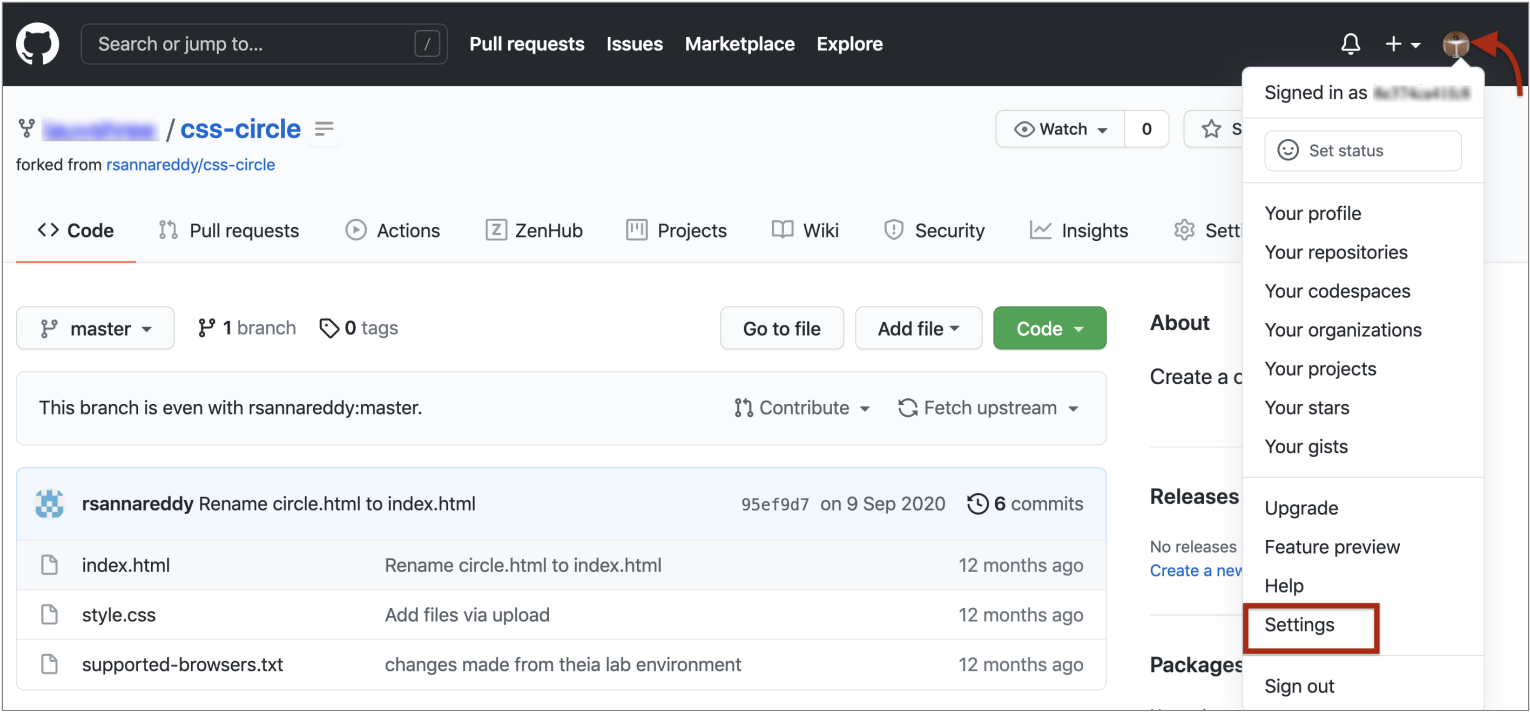 Search or jump to... /
Pull requests Issues Marketplace Explore
Signed in as
Set status
Your profile
Your repositories
Your codespaces
Your organizations
Your projects
Your stars
Your gists
Upgrade
Feature preview
Help
Settings
Sign out
/ css-circle
forked from rsannareddy/css-circle
Watch 0 S
Code Pull requests Actions ZenHub Projects Wiki Security Insights Setti
master 1 branch 0 tags Go to file Add file Code
This branch is even with rsannareddy:master. Contribute Fetch upstream
rsannareddy Rename circle.html to index.html 95ef9d7 on 9 Sep 2020 6 commits
index.html Rename circle.html to index.html 12 months ago
style.css Add files via upload 12 months ago
supported-browsers.txt changes made from theia lab environment 12 months ago
About
Create a c
Releases
No releases
Create a new
Packages